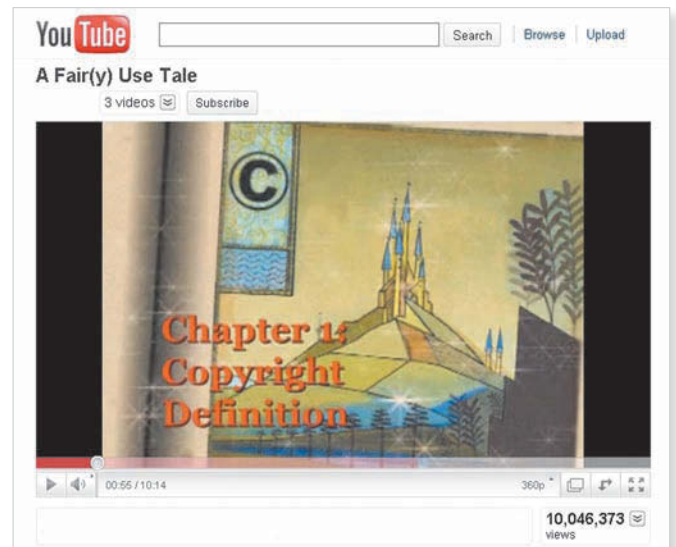 You Tube
Search Browse Upload
A Fair(y) Use Tale
3 videos Subscribe
C
Chapter 1:
Copyright
Definition
00:55 / 10:14 360p
10,046,373
views